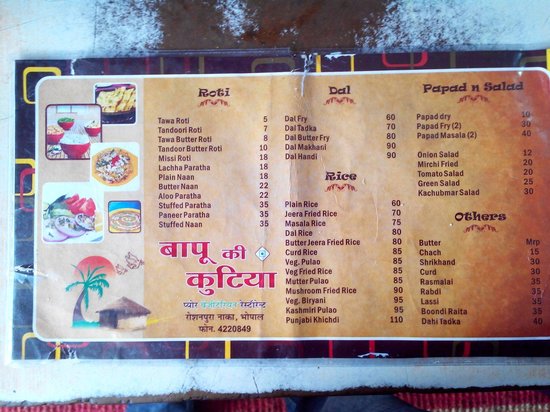 Roti
Tawa Roti 5
Tandoori Roti 7
Tawa Butter Roti 8
Tandoor Butter Roti 10
Missi Roti 18
Lachha Paratha 18
Plain Naan 18
Butter Naan 22
Aloo Paratha 22
Stuffed Paratha 35
Paneer Paratha 35
Stuffed Naan 35
बापू की
कुटिया
प्योर वेजीटेरियन रेस्टोरेन्ट
रोशनपुरा नाका, भोपाल
फोन. 4220849
Dal
Dal Fry 60
Dal Tadka 70
Dal Butter Fry 80
Dal Makhani 90
Dal Handi 90
Rice
Plain Rice 60
Jeera Fried Rice 70
Masala Rice 75
Dal Rice 80
Butter Jeera Fried Rice 80
Curd Rice 80
Veg. Pulao 80
Veg Fried Rice 80
Mutter Pulao 85
Mushroom Fried Rice 90
Veg. Biryani 95
Kashmiri Pulao 95
Punjabi Khichdi 110
Papad n Salad
Papad dry 10
Papad Fry (2) 30
Papad Masala (2) 40
Onion Salad 12
Mirchi Fried 20
Tomato Salad 20
Green Salad 25
Kachubmar Salad 30
Others
Butter Mrp
Chach 15
Shrikhand 30
Curd 30
Rasmalai 35
Rabdi 35
Lassi 35
Boondi Raita 35
Dahi Tadka 40